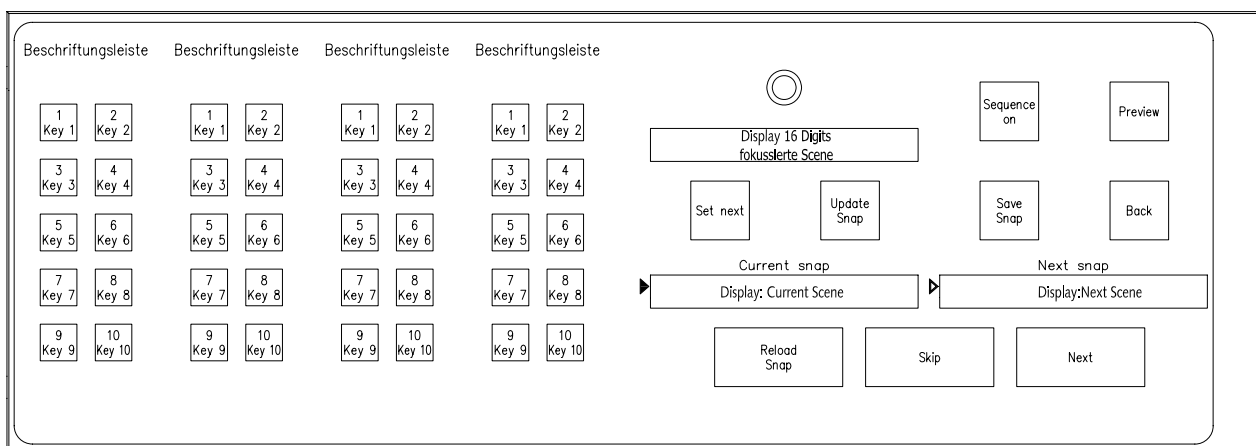 Beschriftungsleiste Beschriftungsleiste Beschriftungsleiste Beschriftungsleiste
1 2 1 2 1 2 1 2
Key 1 Key 2 Key 1 Key 2 Key 1 Key 2 Key 1 Key 2
3 4 3 4 3 4 3 4
Key 3 Key 4 Key 3 Key 4 Key 3 Key 4 Key 3 Key 4
5 6 5 6 5 6 5 6
Key 5 Key 6 Key 5 Key 6 Key 5 Key 6 Key 5 Key 6
7 8 7 8 7 8 7 8
Key 7 Key 8 Key 7 Key 8 Key 7 Key 8 Key 7 Key 8
9 10 9 10 9 10 9 10
Key 9 Key 10 Key 9 Key 10 Key 9 Key 10 Key 9 Key 10
Sequence
on
Preview
Display 16 Digits
fokussierte Scene
Set next
Update
Snap
Save
Snap
Back
Current snap
Display: Current Scene
Next snap
Display:Next Scene
Reload
Snap
Skip
Next